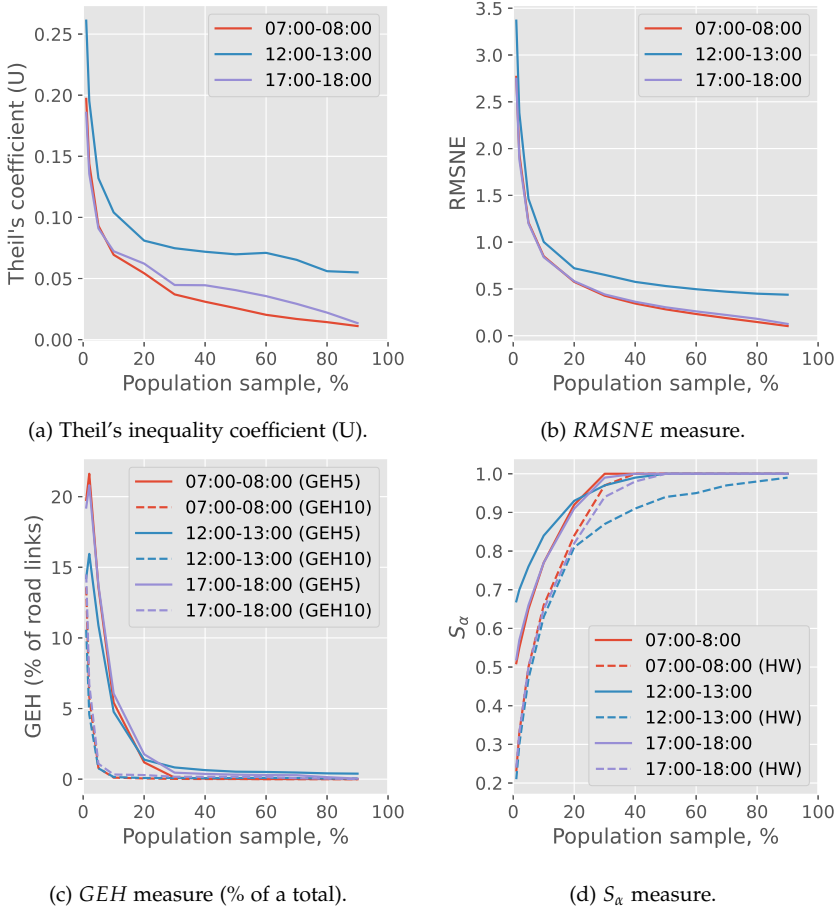 0.25
0.20
0.15
0.10
0.05
0.00
Theil's coefficient (U)
07:00-08:00
12:00-13:00
17:00-18:00
0 20 40 60 80 100
Population sample, %
(a) Theil's inequality coefficient (U).
3.5
3.0
2.5
2.0
1.5
1.0
0.5
0.0
RMSNE
07:00-08:00
12:00-13:00
17:00-18:00
0 20 40 60 80 100
Population sample, %
(b) RMSNE measure.
20
15
10
5
0
GEH (% of road links)
07:00-08:00 (GEH5)
07:00-08:00 (GEH10)
12:00-13:00 (GEH5)
12:00-13:00 (GEH10)
17:00-18:00 (GEH5)
17:00-18:00 (GEH10)
0 20 40 60 80 100
Population sample, %
(c) GEH measure (% of a total).
1.0
0.9
0.8
0.7
0.6
0.5
0.4
0.3
0.2
Sα
07:00-8:00
07:00-08:00 (HW)
12:00-13:00
12:00-13:00 (HW)
17:00-18:00
17:00-18:00 (HW)
0 20 40 60 80 100
Population sample, %
(d) Sα measure.